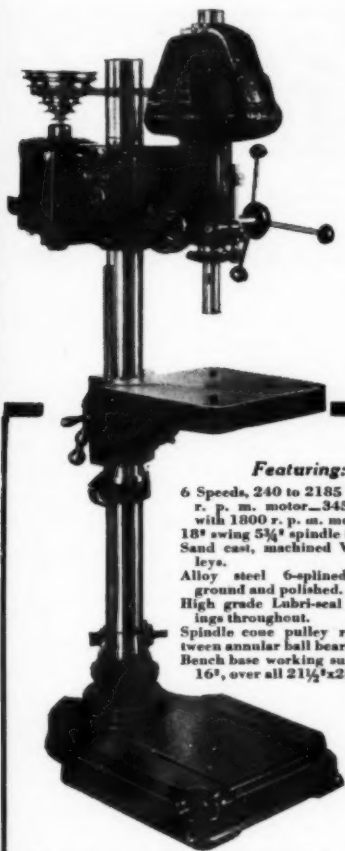 Featuring:
6 Speeds, 240 to 2185
r. p. m. motor—345
with 1800 r. p. m. mo
18" swing 5¾" spindle
Sand cast, machined V
leys.
Alloy steel 6-splined
ground and polished.
High grade Lubri-seal
ings throughout.
Spindle cone pulley r
tween annular ball bear
Bench base working su
16", over all 21½"x2